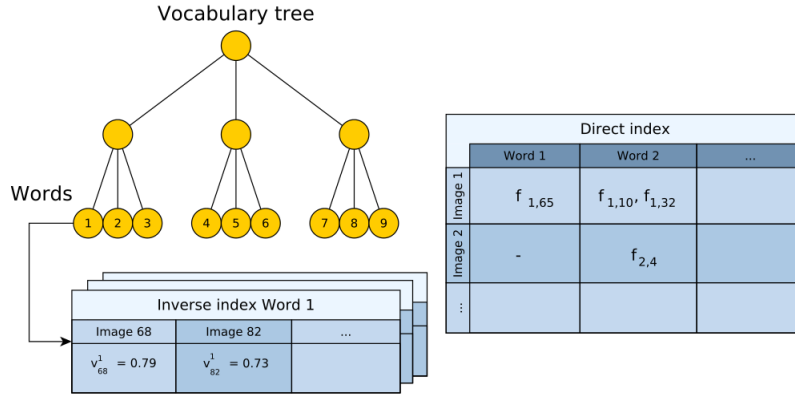 Vocabulary tree
Words
1 2 3 4 5 6 7 8 9
Inverse index Word 1
Image 68 Image 82 ...
v¹₆₈ = 0.79 v¹₈₂ = 0.73
Direct index
Word 1 Word 2 ...
Image 1 f 1,65 f 1,10, f 1,32
Image 2 - f 2,4
...